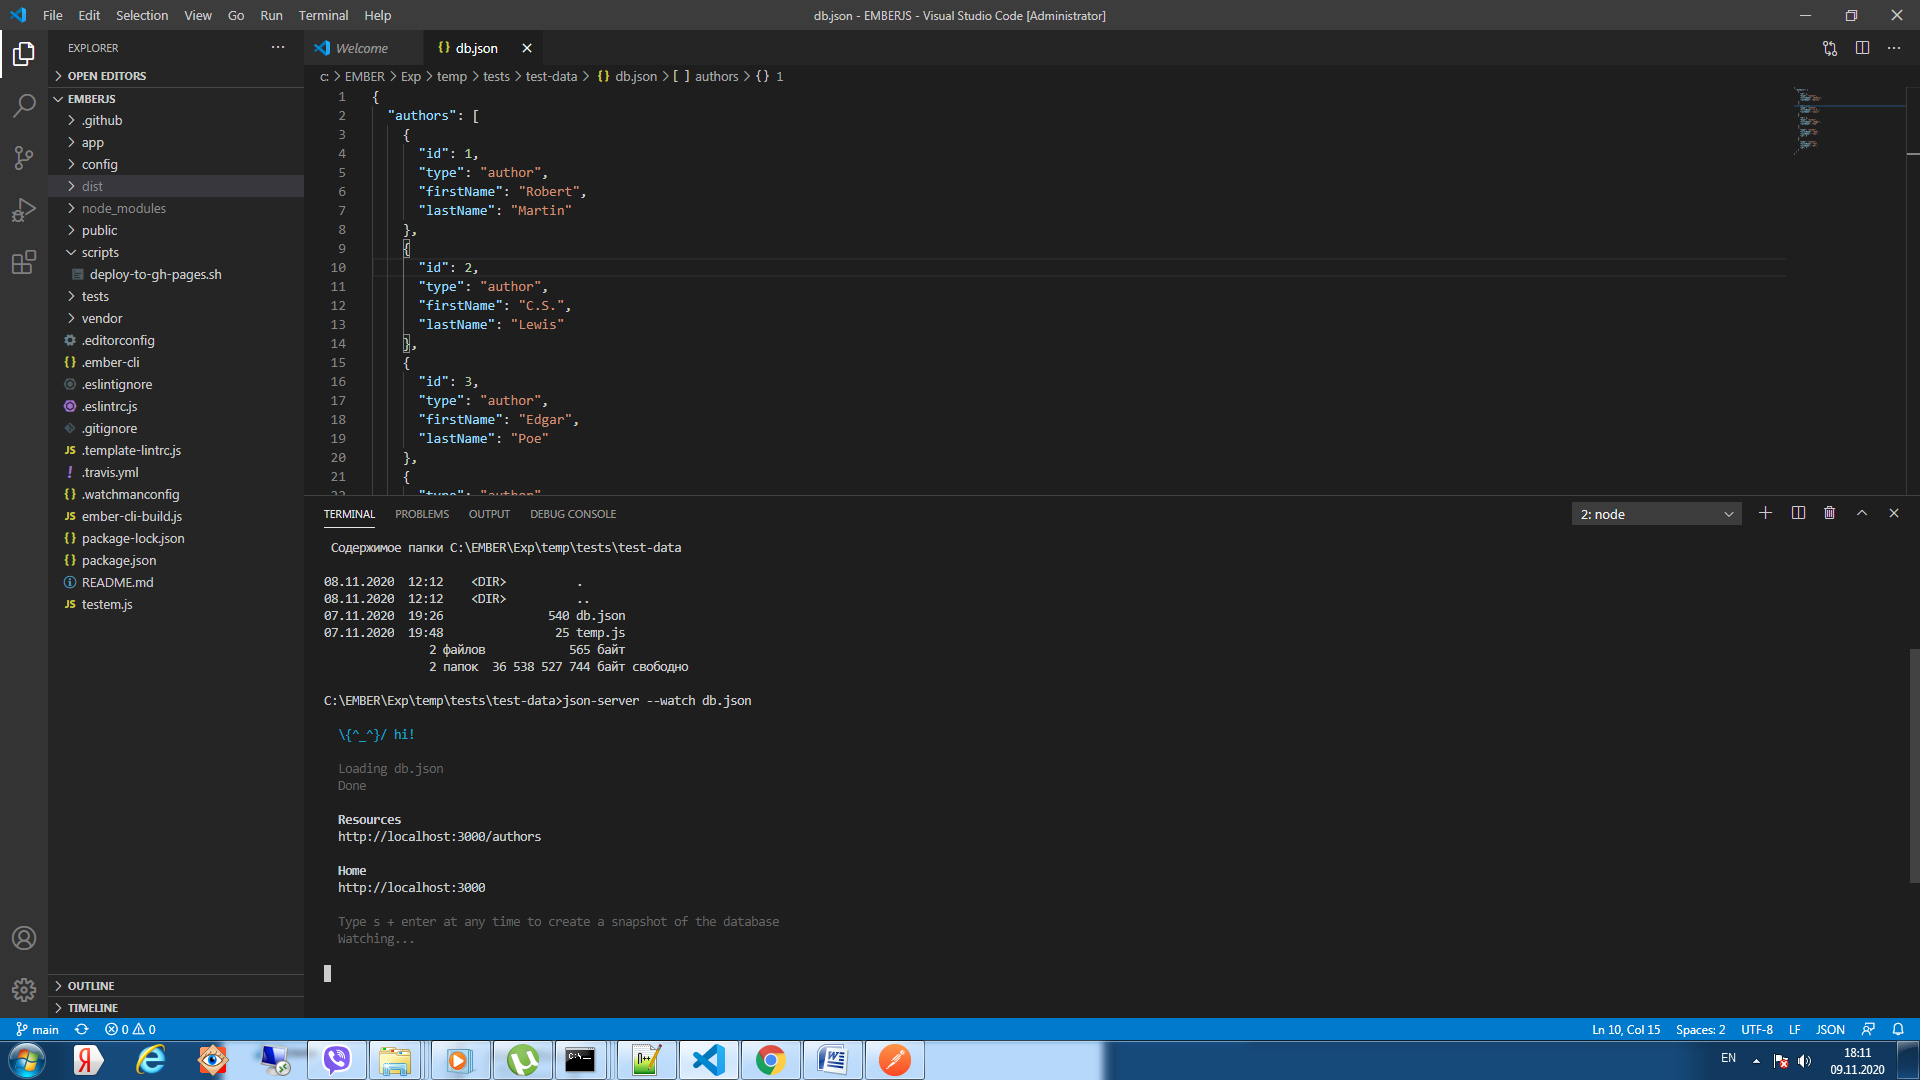 File Edit Selection View Go Run Terminal Help
db.json - EMBERJS - Visual Studio Code [Administrator]
EXPLORER
OPEN EDITORS
EMBERJS
.github
app
config
dist
node_modules
public
scripts
deploy-to-gh-pages.sh
tests
vendor
.editorconfig
.ember-cli
.eslintignore
.eslintrc.js
.gitignore
.template-lintrc.js
.travis.yml
.watchmanconfig
ember-cli-build.js
package-lock.json
package.json
README.md
testem.js
OUTLINE
TIMELINE
Welcome
db.json
c: > EMBER > Exp > temp > tests > test-data > {} db.json > [ ] authors > {} 1
1 {
2 "authors": [
3 {
4 "id": 1,
5 "type": "author",
6 "firstName": "Robert",
7 "lastName": "Martin"
8 },
9 {
10 "id": 2,
11 "type": "author",
12 "firstName": "C.S.",
13 "lastName": "Lewis"
14 },
15 {
16 "id": 3,
17 "type": "author",
18 "firstName": "Edgar",
19 "lastName": "Poe"
20 },
21 {
22 "type": "author"
TERMINAL PROBLEMS OUTPUT DEBUG CONSOLE
2: node
Содержимое папки C:\EMBER\Exp\temp\tests\test-data
08.11.2020 12:12 <DIR> .
08.11.2020 12:12 <DIR> ..
07.11.2020 19:26 540 db.json
07.11.2020 19:48 25 temp.js
2 файлов 565 байт
2 папок 36 538 527 744 байт свободно
C:\EMBER\Exp\temp\tests\test-data>json-server --watch db.json
\{^_^}/ hi!
Loading db.json
Done
Resources
http://localhost:3000/authors
Home
http://localhost:3000
Type s + enter at any time to create a snapshot of the database
Watching...
main 0 0
Ln 10, Col 15 Spaces: 2 UTF-8 LF JSON
EN
18:11
09.11.2020